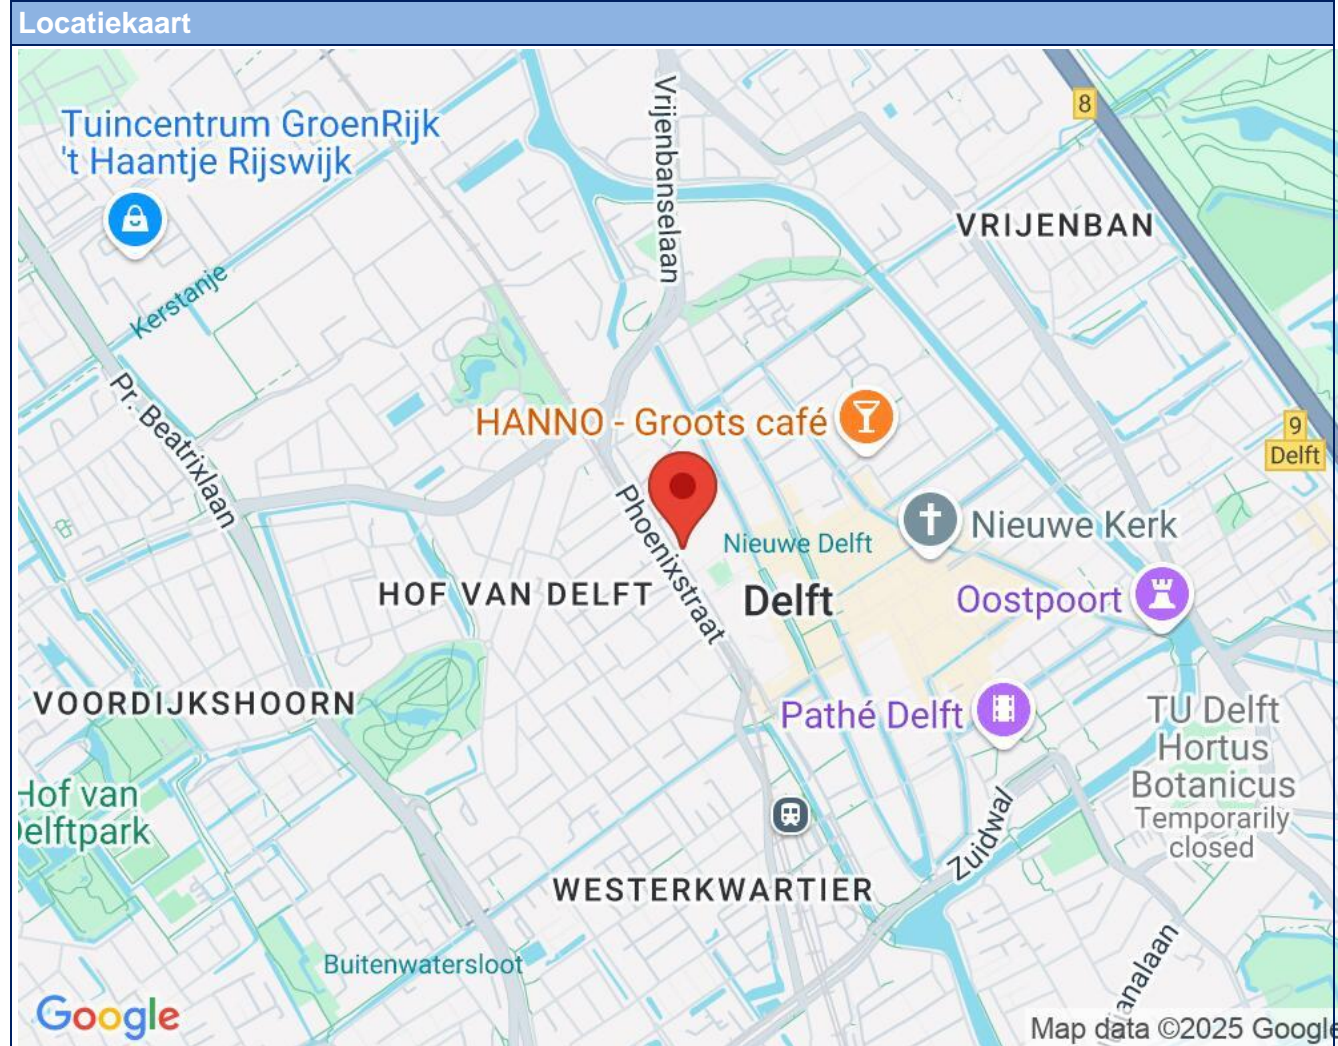 Locatiekaart
Tuincentrum GroenRijk
't Haantje Rijswijk
Vrijenbanselaan
8
VRIJENBAN
Kerstanje
Pr. Beatrixlaan
HANNO - Groots café
9
Delft
Phoenixstraat
Nieuwe Delft
Nieuwe Kerk
HOF VAN DELFT
Delft
Oostpoort
VOORDIJKSHOORN
Pathé Delft
TU Delft
Hortus
Botanicus
Temporarily
closed
Hof van
Delftpark
Zuidwal
WESTERKWARTIER
Buitenwatersloot
ianalaan
Google
Map data ©2025 Google